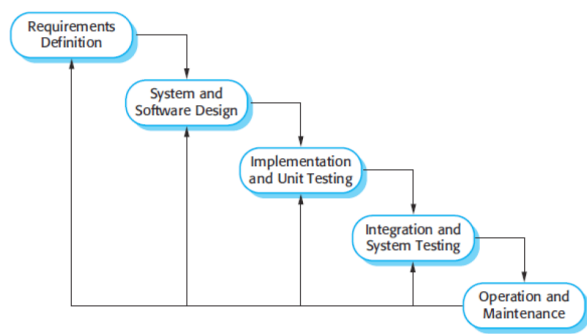 Requirements
Definition
System and
Software Design
Implementation
and Unit Testing
Integration and
System Testing
Operation and
Maintenance